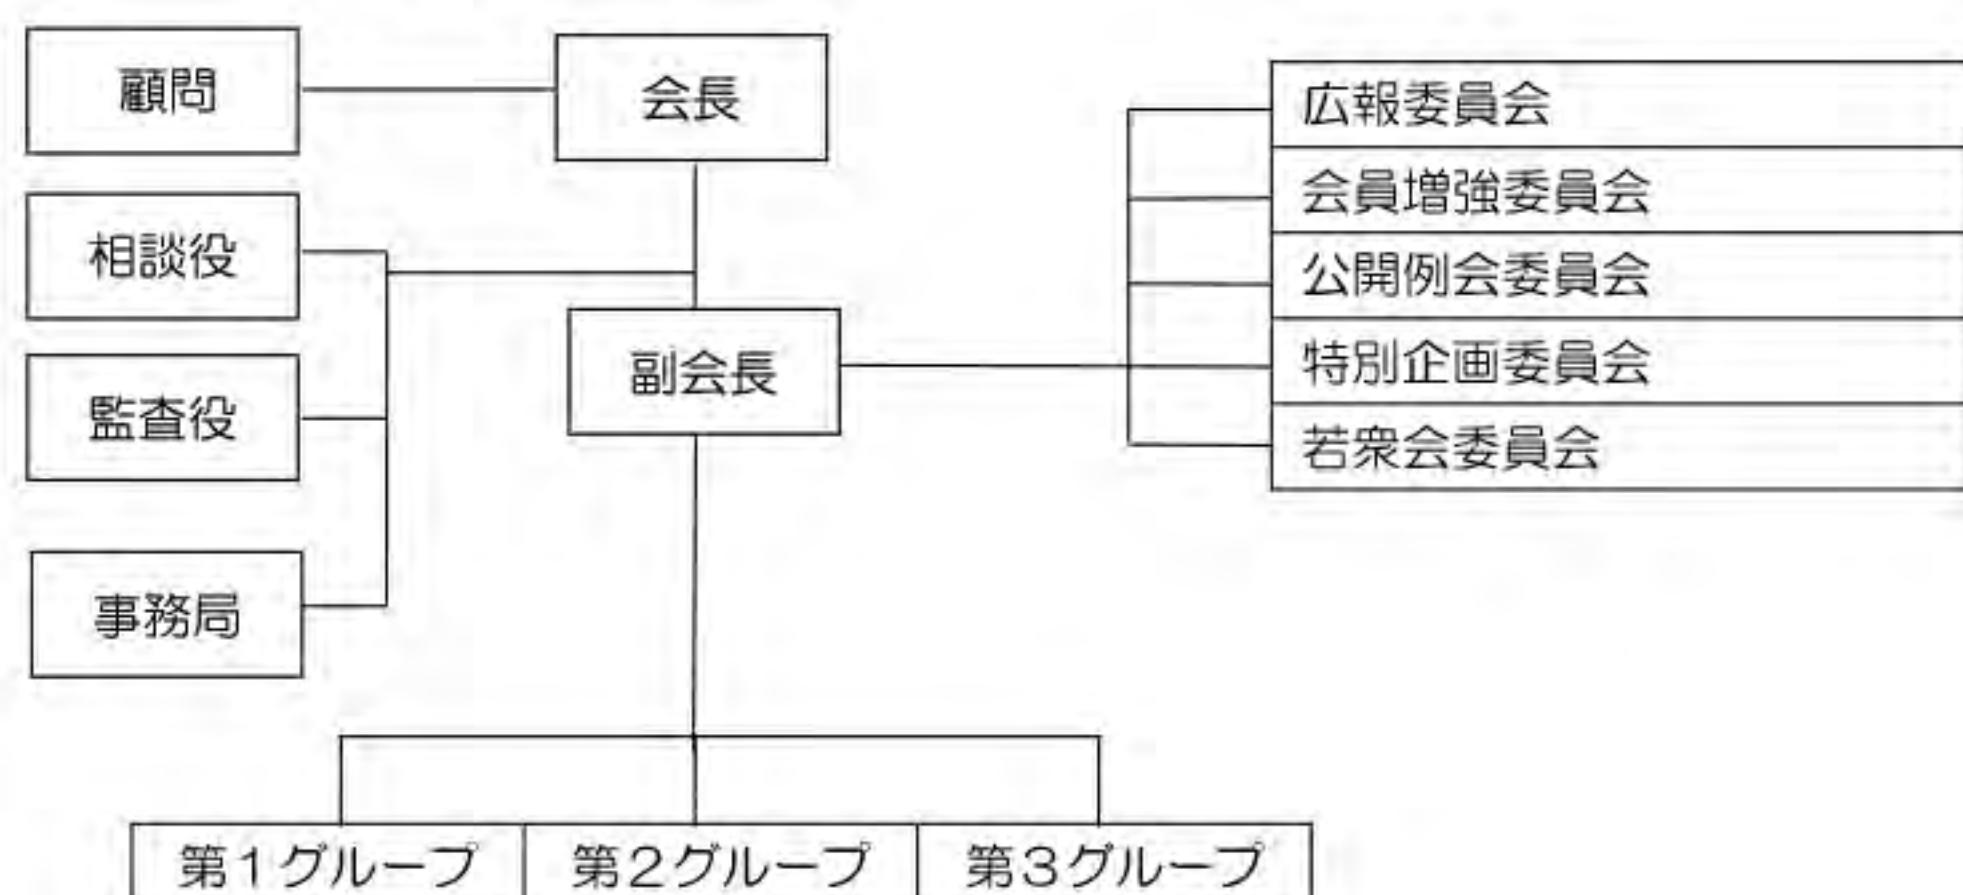 顧問
会長
相談役
監査役
事務局
副会長
広報委員会
会員増強委員会
公開例会委員会
特別企画委員会
若衆会委員会
第1グループ
第2グループ
第3グループ